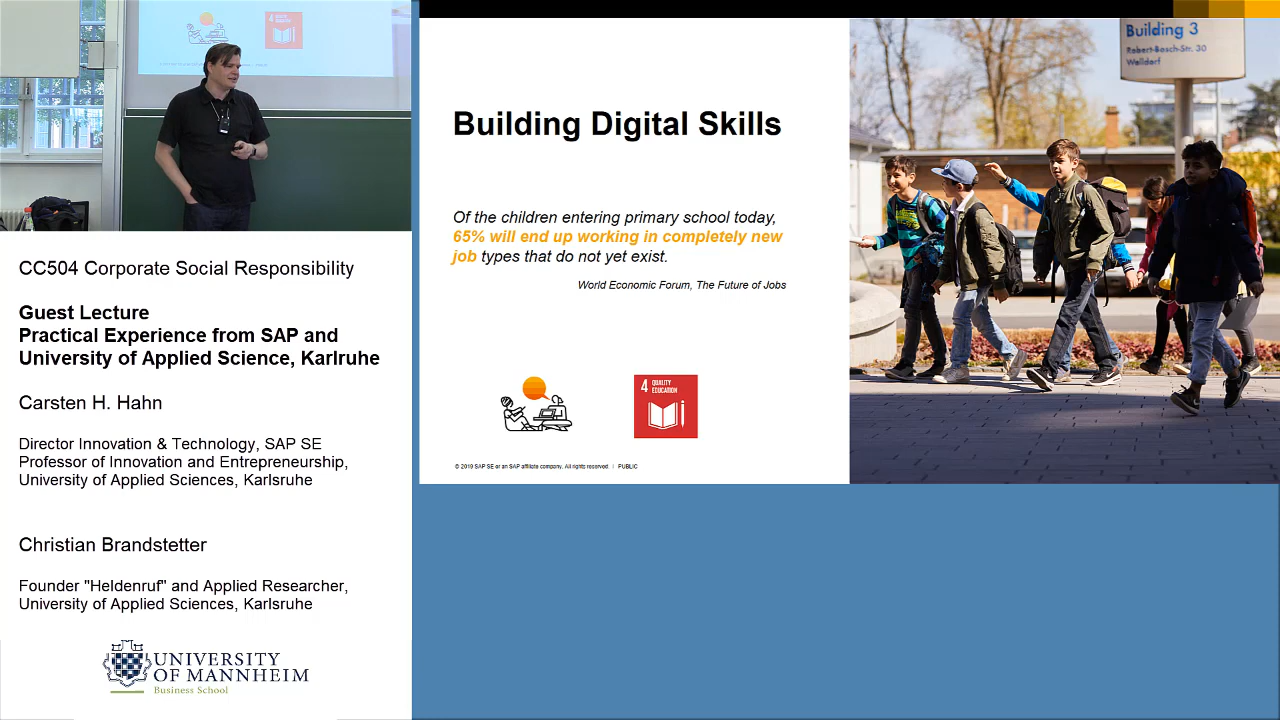 CC504 Corporate Social Responsibility
Guest Lecture
Practical Experience from SAP and
University of Applied Science, Karlruhe
Carsten H. Hahn
Director Innovation & Technology, SAP SE
Professor of Innovation and Entrepreneurship,
University of Applied Sciences, Karlsruhe
Christian Brandstetter
Founder "Heldenruf" and Applied Researcher,
University of Applied Sciences, Karlsruhe
UNIVERSITY
OF MANNHEIM
Business School
Building Digital Skills
Of the children entering primary school today,
65% will end up working in completely new
job types that do not yet exist.
World Economic Forum, The Future of Jobs
4 QUALITY
EDUCATION
© 2019 SAP SE or an SAP affiliate company. All rights reserved. | PUBLIC
Building 3
Robert-Bosch-Str. 30
Walldorf